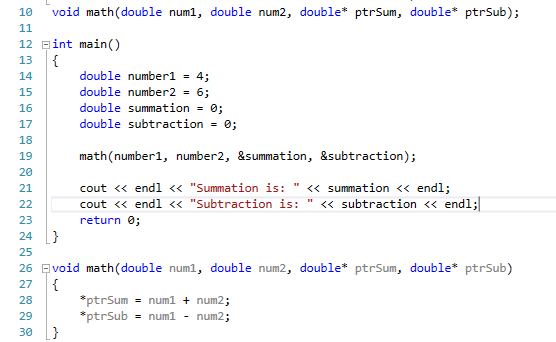 10 void math(double num1, double num2, double* ptrSum, double* ptrSub);
11
12 int main()
13 {
14     double number1 = 4;
15     double number2 = 6;
16     double summation = 0;
17     double subtraction = 0;
18
19     math(number1, number2, &summation, &subtraction);
20
21     cout << endl << "Summation is: " << summation << endl;
22     cout << endl << "Subtraction is: " << subtraction << endl;
23     return 0;
24 }
25
26 void math(double num1, double num2, double* ptrSum, double* ptrSub)
27 {
28     *ptrSum = num1 + num2;
29     *ptrSub = num1 - num2;
30 }